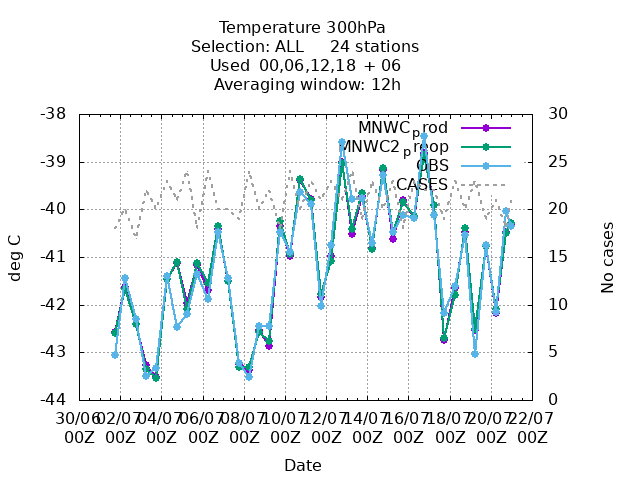 Temperature 300hPa
Selection: ALL 24 stations
Used 00,06,12,18 + 06
Averaging window: 12h
-38
-39
-40
-41
-42
-43
-44
30
25
20
15
10
5
0
deg C
No cases
MNWCprod
MNWC2preop
OBS
CASES
30/06 02/07 04/07 06/07 08/07 10/07 12/07 14/07 16/07 18/07 20/07 22/07
00Z 00Z 00Z 00Z 00Z 00Z 00Z 00Z 00Z 00Z 00Z 00Z
Date